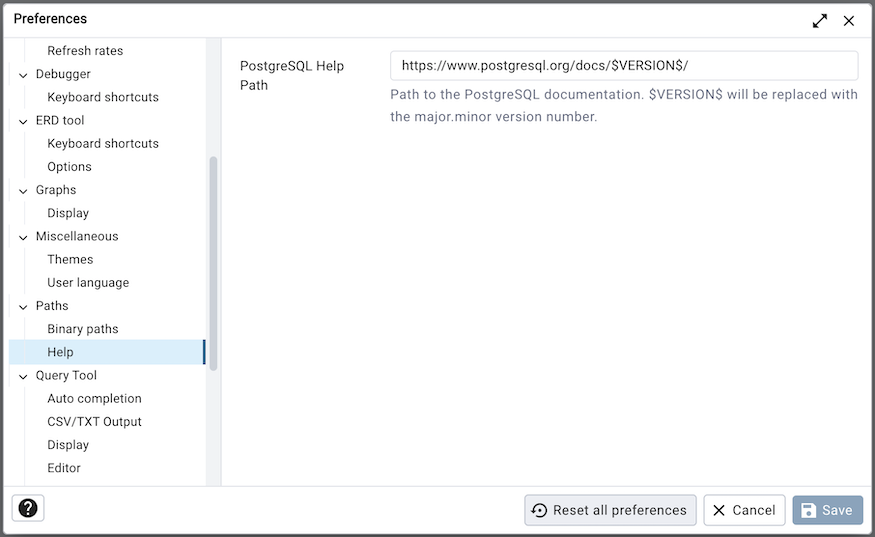 Preferences
Refresh rates
Debugger
Keyboard shortcuts
ERD tool
Keyboard shortcuts
Options
Graphs
Display
Miscellaneous
Themes
User language
Paths
Binary paths
Help
Query Tool
Auto completion
CSV/TXT Output
Display
Editor
PostgreSQL Help
Path
https://www.postgresql.org/docs/$VERSION$/
Path to the PostgreSQL documentation. $VERSION$ will be replaced with
the major.minor version number.
?
Reset all preferences
Cancel
Save